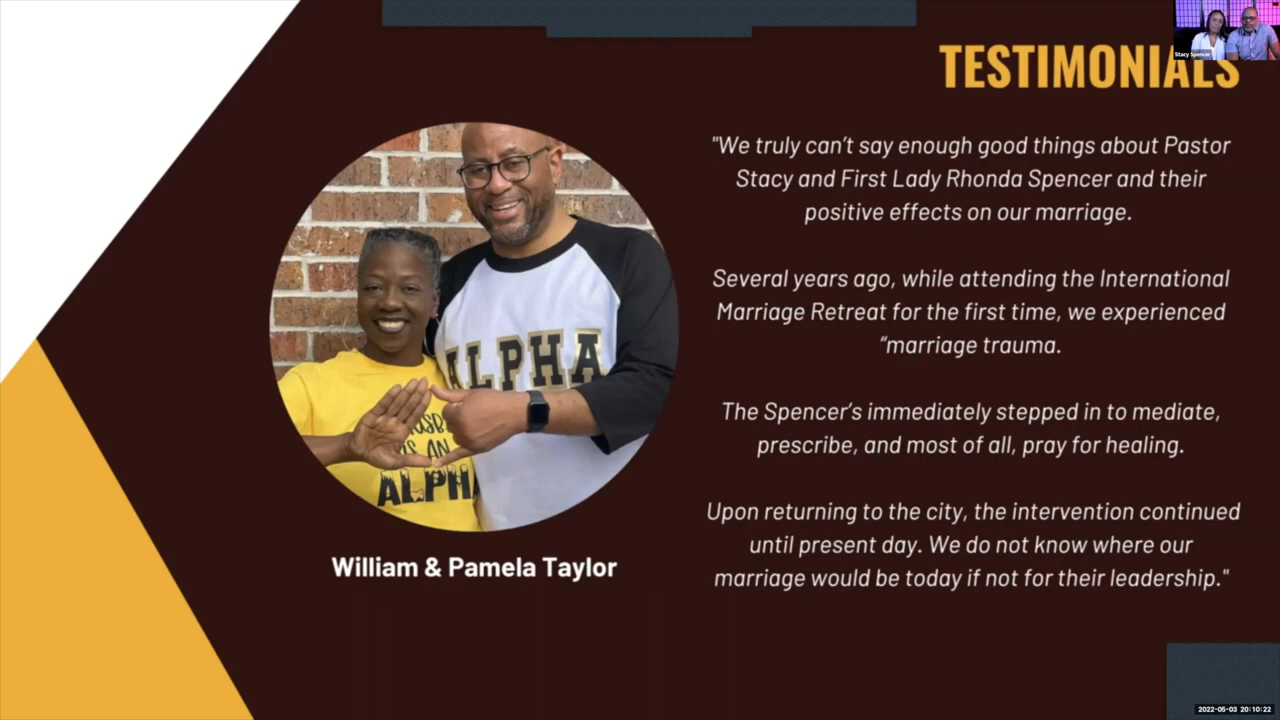 Stacy Spencer
TESTIMONIALS
"We truly can’t say enough good things about Pastor
Stacy and First Lady Rhonda Spencer and their
positive effects on our marriage.
Several years ago, while attending the International
Marriage Retreat for the first time, we experienced
“marriage trauma.
The Spencer’s immediately stepped in to mediate,
prescribe, and most of all, pray for healing.
Upon returning to the city, the intervention continued
until present day. We do not know where our
marriage would be today if not for their leadership."
ALPHA
IS AN
ALPHA
William & Pamela Taylor
2022-05-03 20:10:22